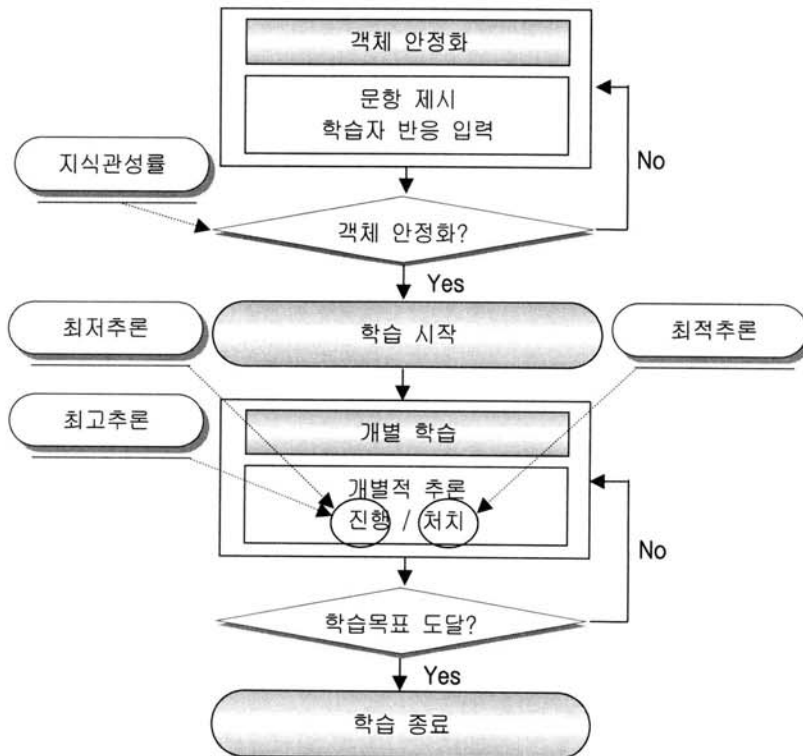 객체 안정화
문항 제시
학습자 반응 입력
No
지식관성률
객체 안정화?
Yes
최저추론
학습 시작
최적추론
최고추론
개별 학습
개별적 추론
진행 / 처치
No
학습목표 도달?
Yes
학습 종료